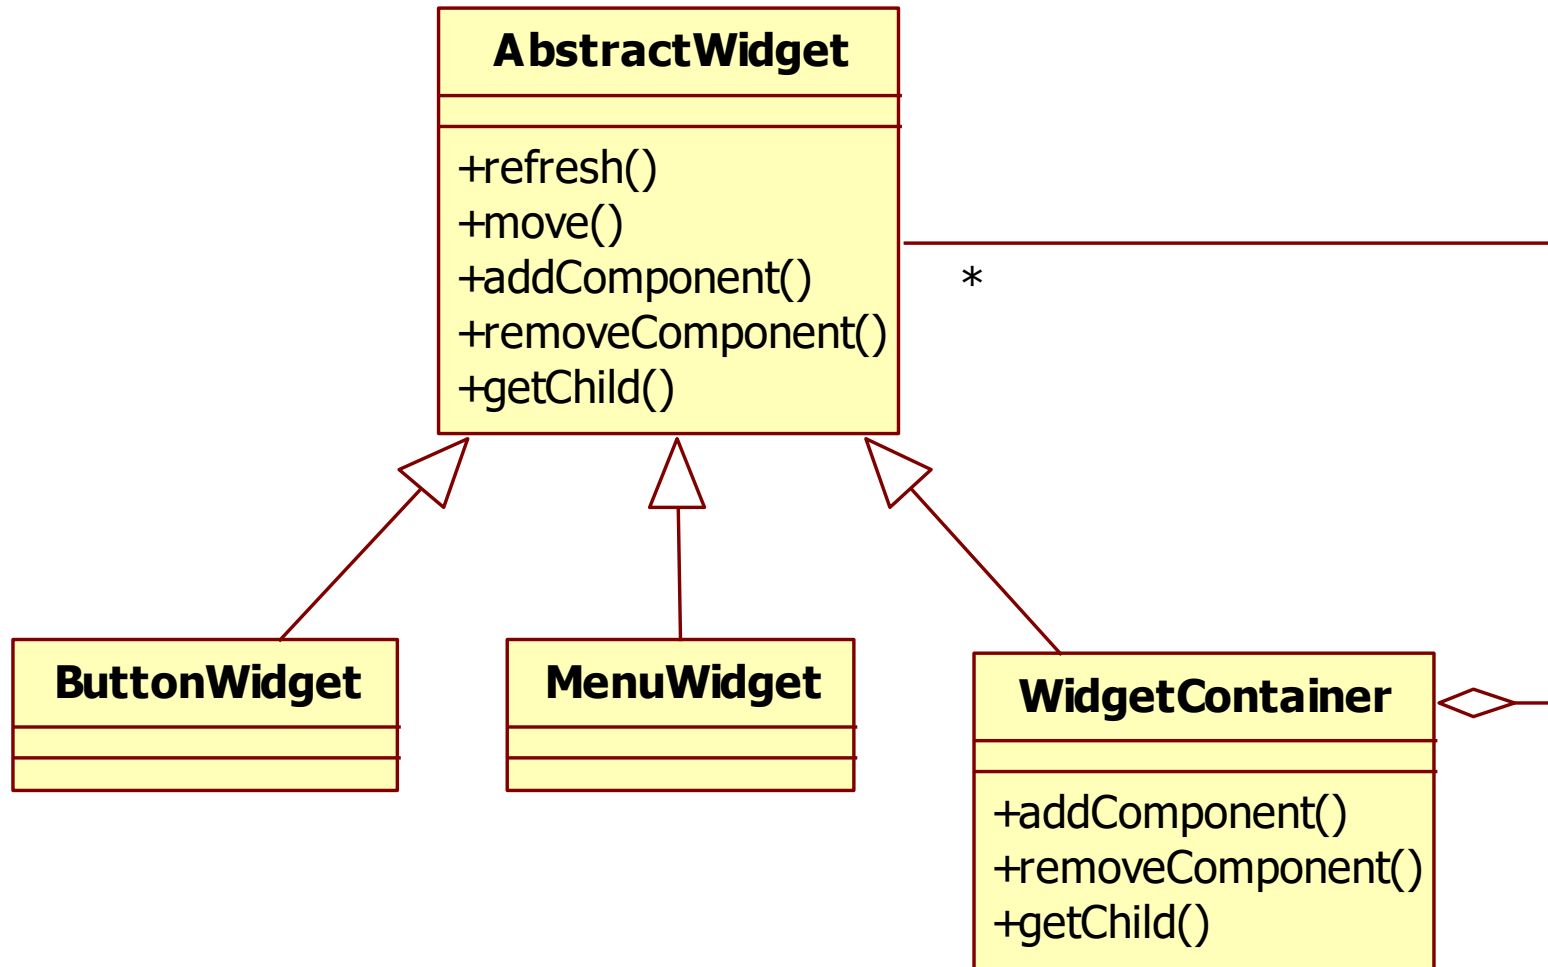 AbstractWidget
+refresh()
+move()
+addComponent()
+removeComponent()
+getChild()
*
ButtonWidget
MenuWidget
WidgetContainer
+addComponent()
+removeComponent()
+getChild()